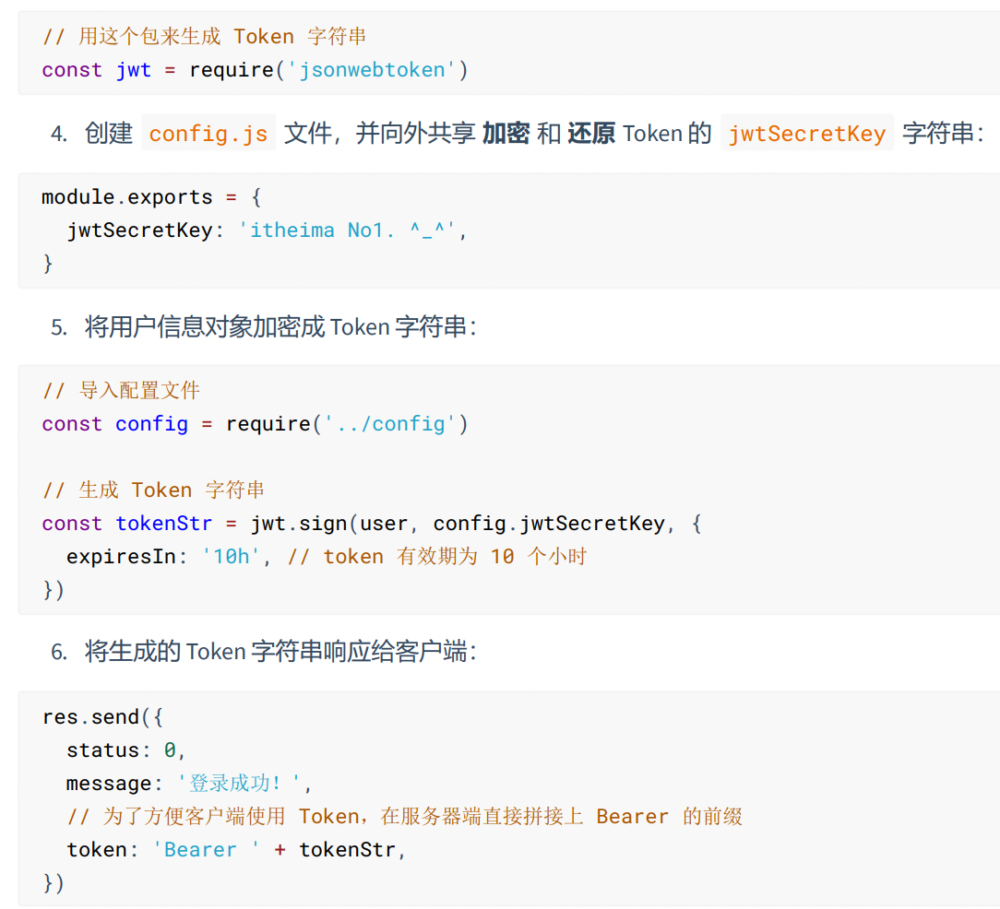 // 用这个包来生成 Token 字符串
const jwt = require('jsonwebtoken')
4. 创建 config.js 文件，并向外共享 加密 和 还原 Token 的 jwtSecretKey 字符串：
module.exports = {
  jwtSecretKey: 'itheima No1. ^_^',
}
5. 将用户信息对象加密成 Token 字符串：
// 导入配置文件
const config = require('../config')
// 生成 Token 字符串
const tokenStr = jwt.sign(user, config.jwtSecretKey, {
  expiresIn: '10h', // token 有效期为 10 个小时
})
6. 将生成的 Token 字符串响应给客户端：
res.send({
  status: 0,
  message: '登录成功！',
  // 为了方便客户端使用 Token，在服务器端直接拼接上 Bearer 的前缀
  token: 'Bearer ' + tokenStr,
})